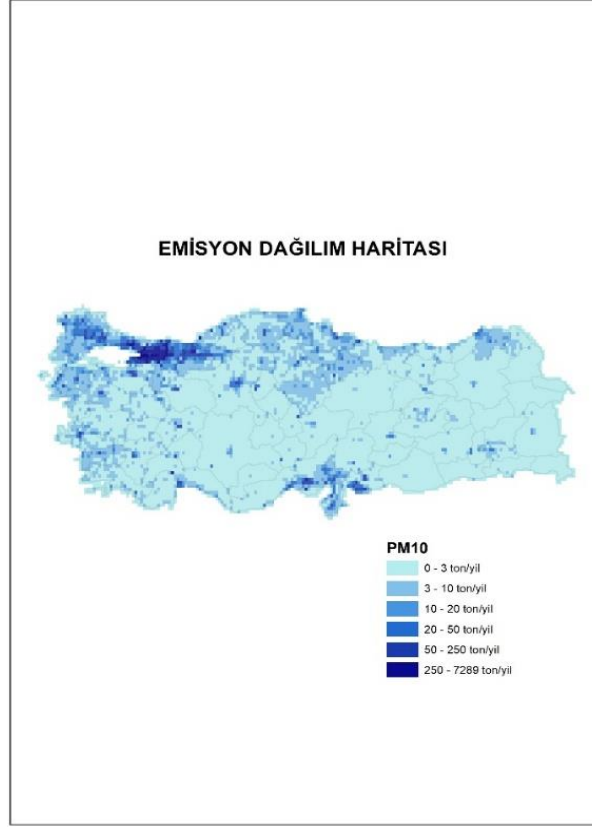 EMİSYON DAĞILIM HARİTASI
PM10
0 - 3 ton/yil
3 - 10 ton/yil
10 - 20 ton/yil
20 - 50 ton/yil
50 - 250 ton/yil
250 - 7289 ton/yil